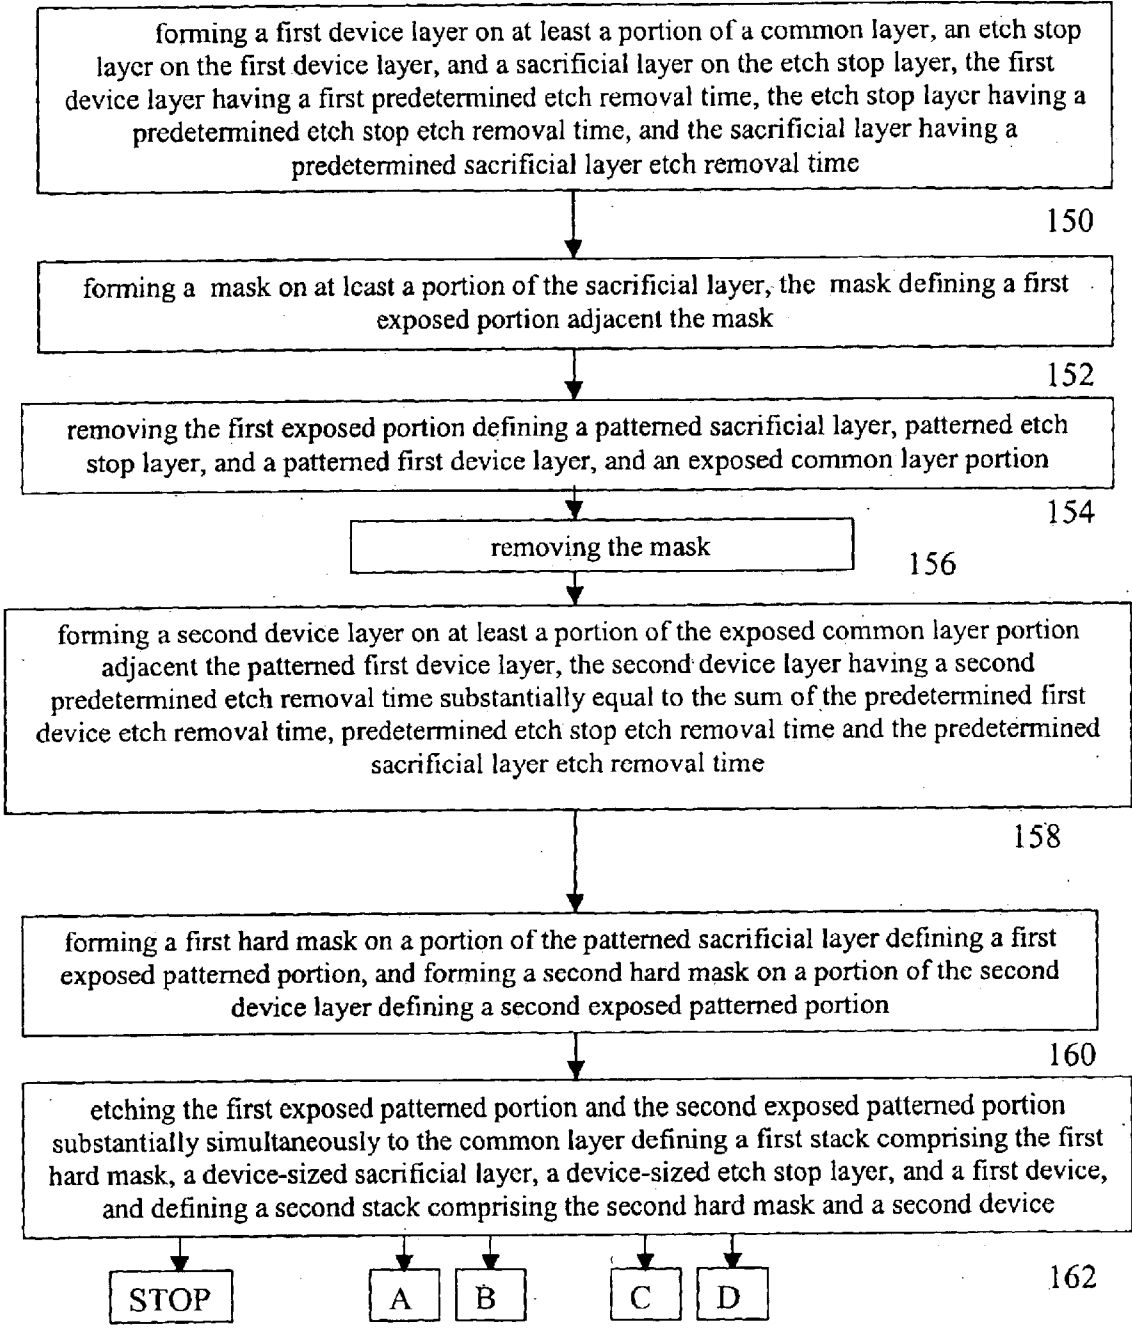 forming a first device layer on at least a portion of a common layer, an etch stop
layer on the first device layer, and a sacrificial layer on the etch stop layer, the first
device layer having a first predetermined etch removal time, the etch stop layer having a
predetermined etch stop etch removal time, and the sacrificial layer having a
predetermined sacrificial layer etch removal time
150
forming a mask on at least a portion of the sacrificial layer, the mask defining a first
exposed portion adjacent the mask
152
removing the first exposed portion defining a patterned sacrificial layer, patterned etch
stop layer, and a patterned first device layer, and an exposed common layer portion
154
removing the mask
156
forming a second device layer on at least a portion of the exposed common layer portion
adjacent the patterned first device layer, the second device layer having a second
predetermined etch removal time substantially equal to the sum of the predetermined first
device etch removal time, predetermined etch stop etch removal time and the predetermined
sacrificial layer etch removal time
158
forming a first hard mask on a portion of the patterned sacrificial layer defining a first
exposed patterned portion, and forming a second hard mask on a portion of the second
device layer defining a second exposed patterned portion
160
etching the first exposed patterned portion and the second exposed patterned portion
substantially simultaneously to the common layer defining a first stack comprising the first
hard mask, a device-sized sacrificial layer, a device-sized etch stop layer, and a first device,
and defining a second stack comprising the second hard mask and a second device
162
STOP
A
B
C
D